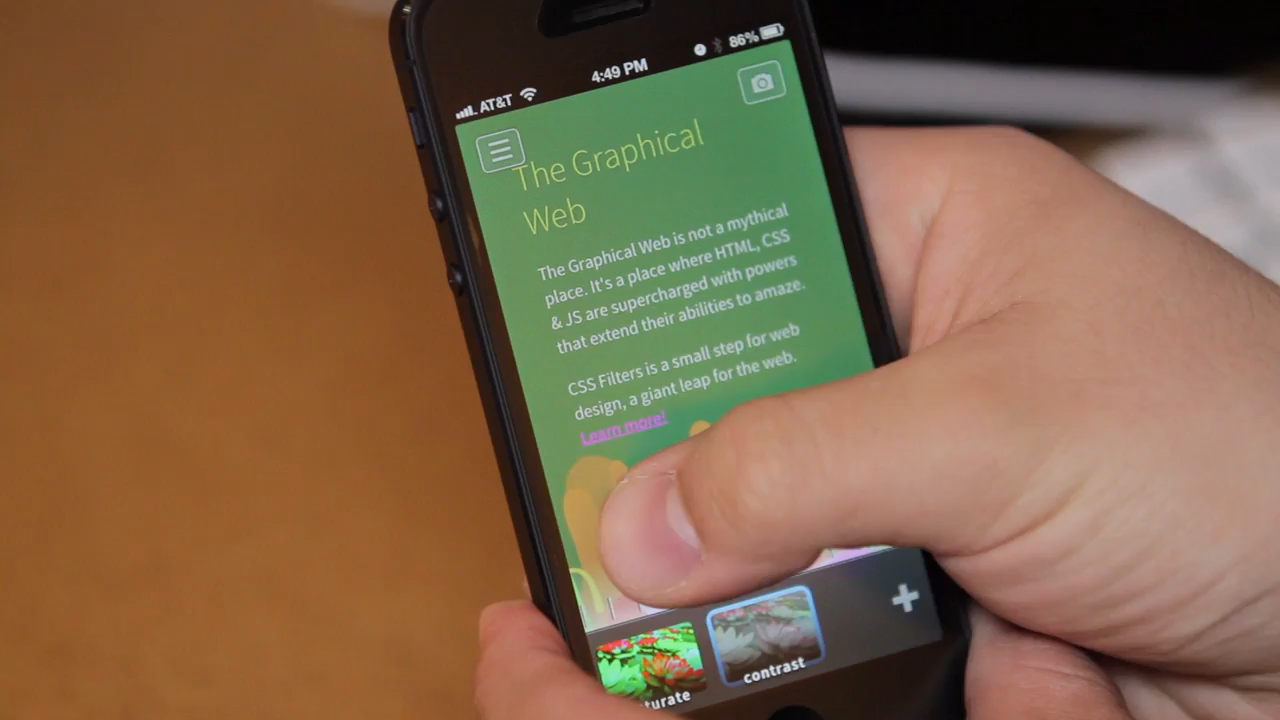 AT&T 4:49 PM 86%
The Graphical
Web
The Graphical Web is not a mythical
place. It's a place where HTML, CSS
& JS are supercharged with powers
that extend their abilities to amaze.
CSS Filters is a small step for web
design, a giant leap for the web.
Learn more!
turate
contrast